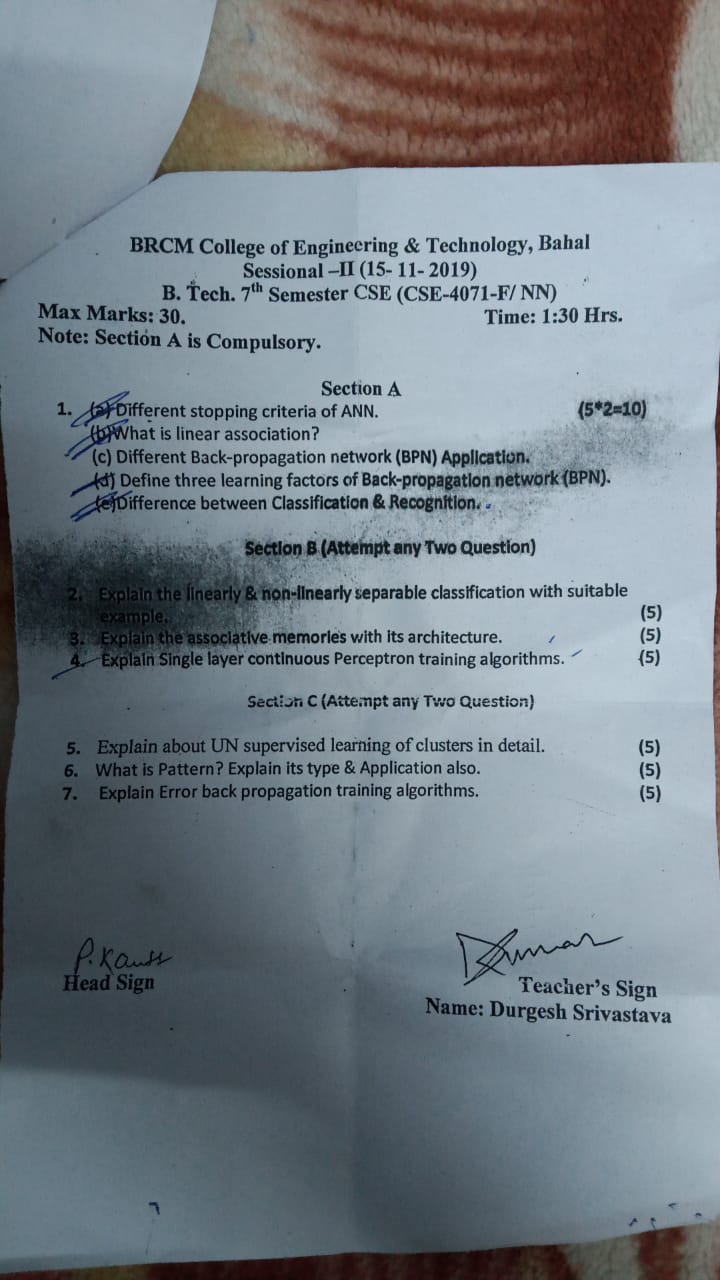 BRCM College of Engineering & Technology, Bahal
Sessional –II (15- 11- 2019)
B. Tech. 7th Semester CSE (CSE-4071-F/ NN)
Max Marks: 30. Time: 1:30 Hrs.
Note: Section A is Compulsory.
Section A
1. (a) Different stopping criteria of ANN. (5*2=10)
(b)What is linear association?
(c) Different Back-propagation network (BPN) Application.
(d) Define three learning factors of Back-propagation network (BPN).
(e)Difference between Classification & Recognition.
Section B (Attempt any Two Question)
2. Explain the linearly & non-linearly separable classification with suitable
example. (5)
3. Explain the associative memories with its architecture. (5)
4. Explain Single layer continuous Perceptron training algorithms. (5)
Section C (Attempt any Two Question)
5. Explain about UN supervised learning of clusters in detail. (5)
6. What is Pattern? Explain its type & Application also. (5)
7. Explain Error back propagation training algorithms. (5)
Head Sign
Teacher's Sign
Name: Durgesh Srivastava